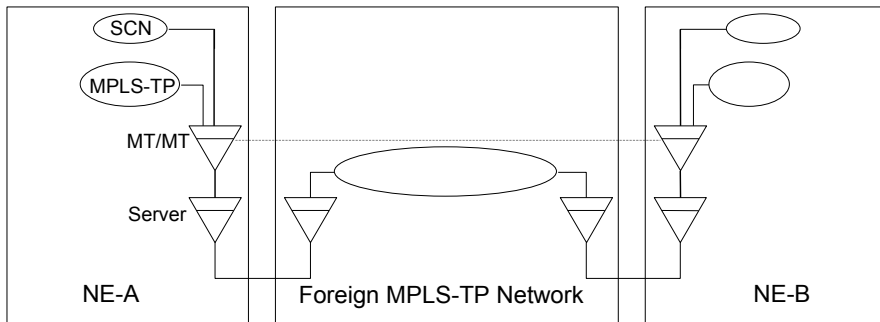 SCN
MPLS-TP
MT/MT
Server
NE-A
Foreign MPLS-TP Network
NE-B